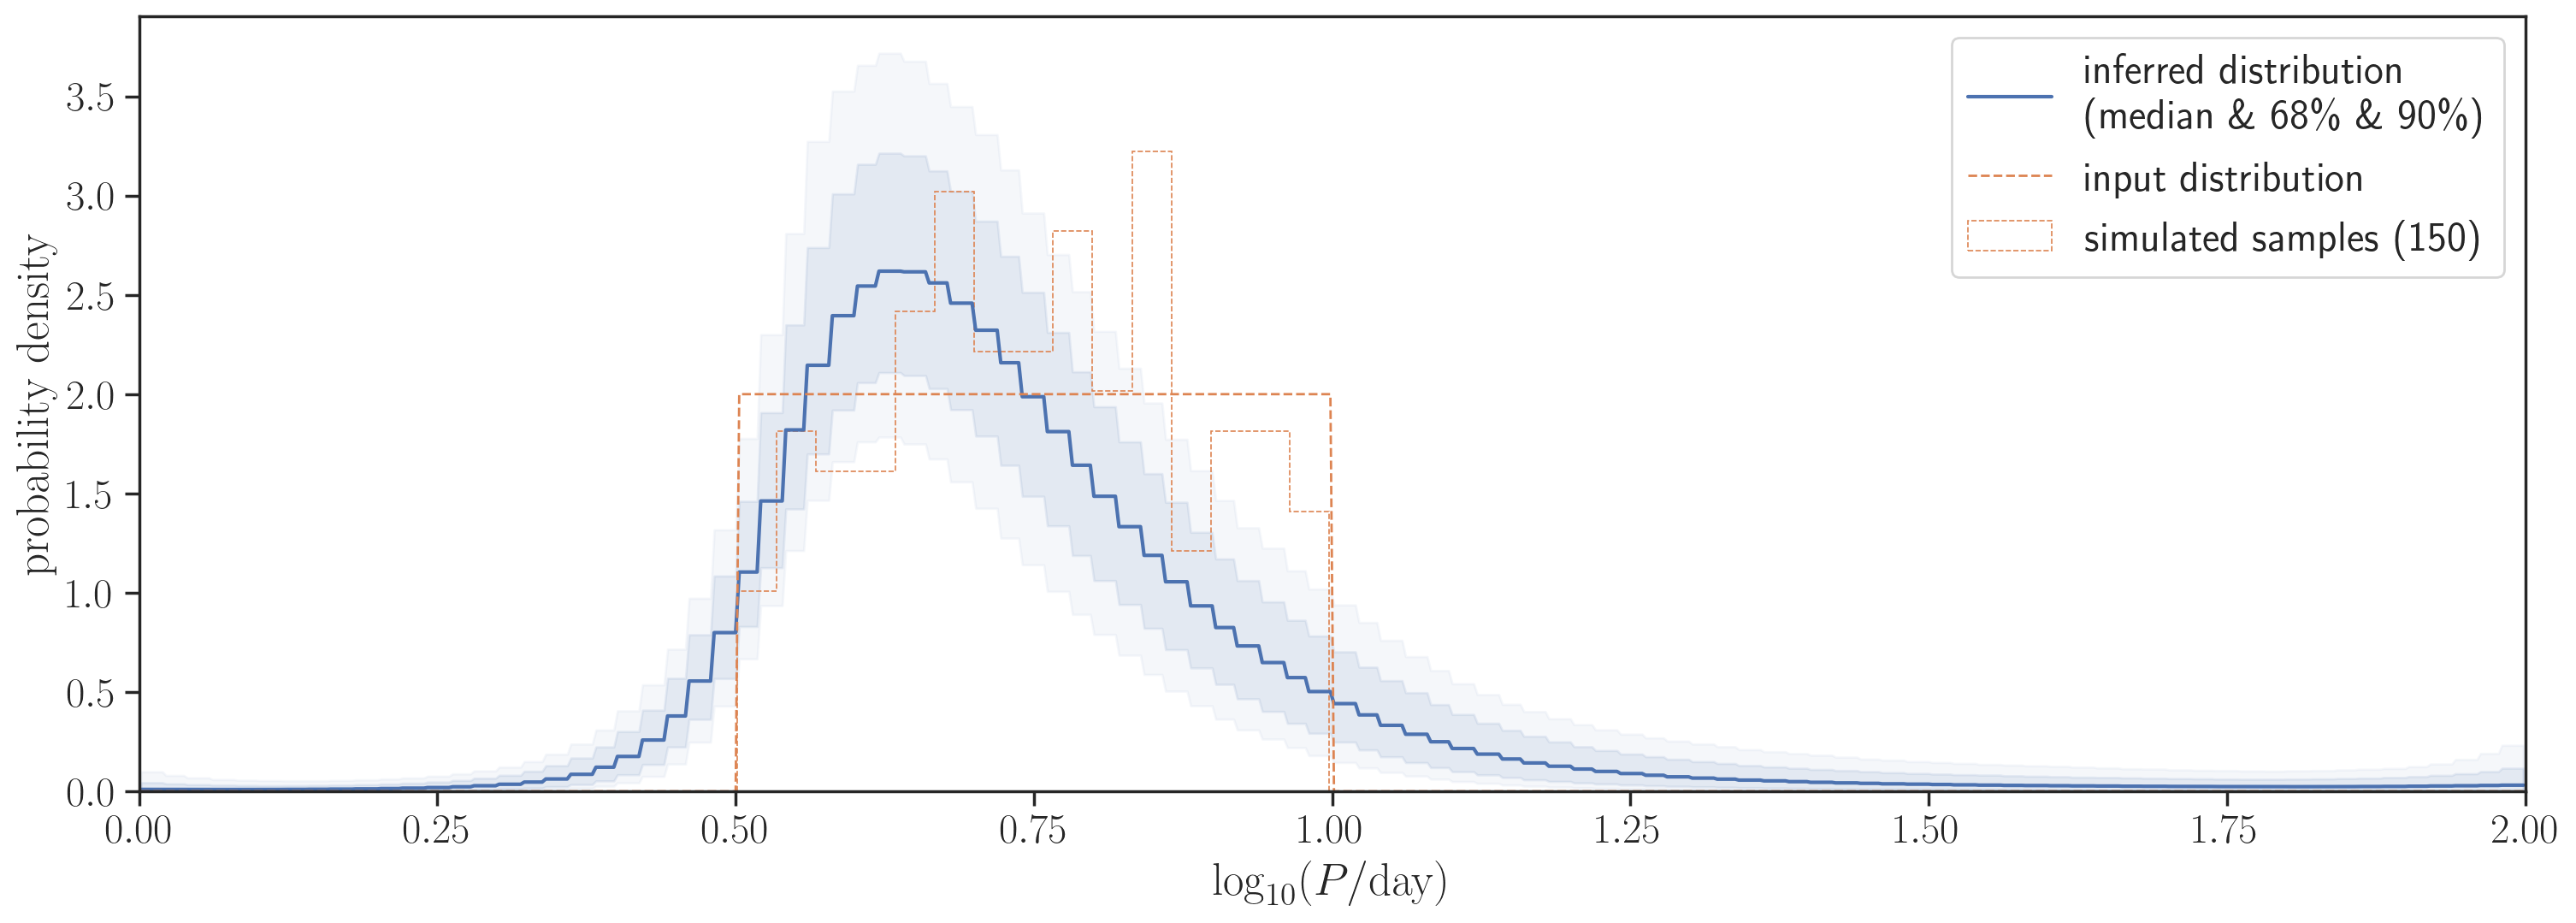 inferred distribution
(median & 68% & 90%)
input distribution
simulated samples (150)
probability density
3.5
3.0
2.5
2.0
1.5
1.0
0.5
0.0
0.00 0.25 0.50 0.75 1.00 1.25 1.50 1.75 2.00
log₁₀(P/day)